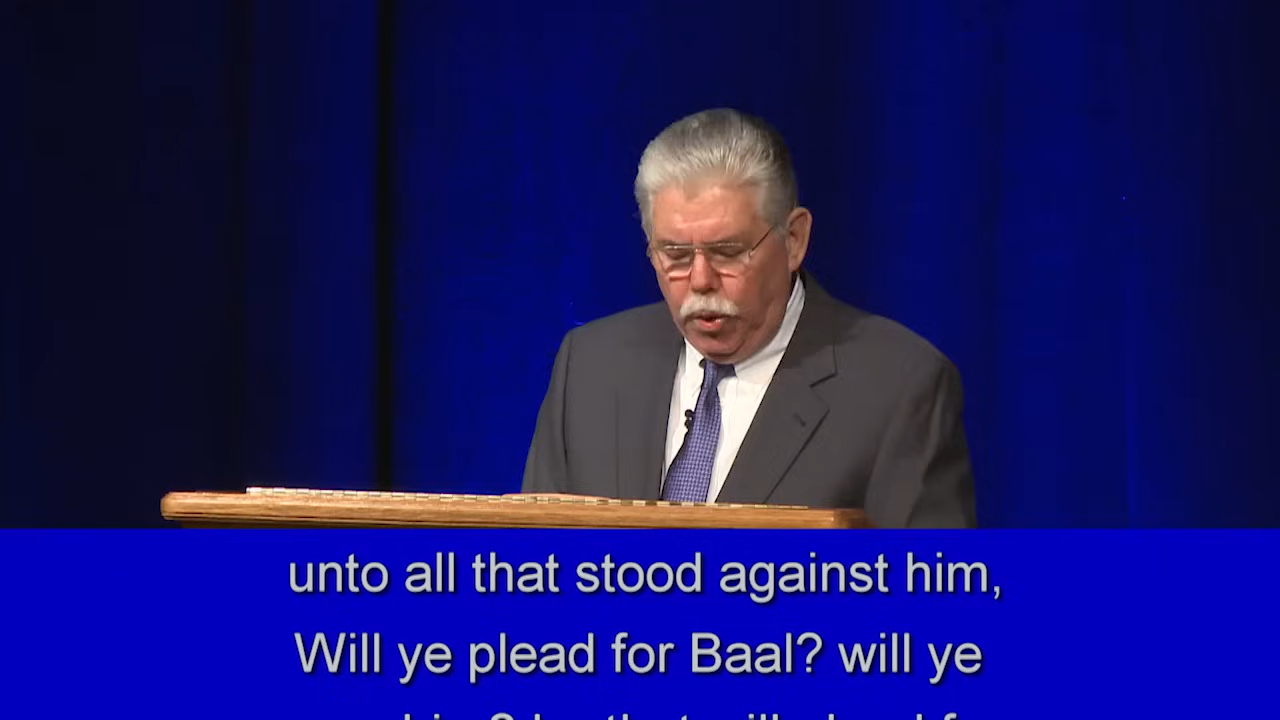 unto all that stood against him,
Will ye plead for Baal? will ye